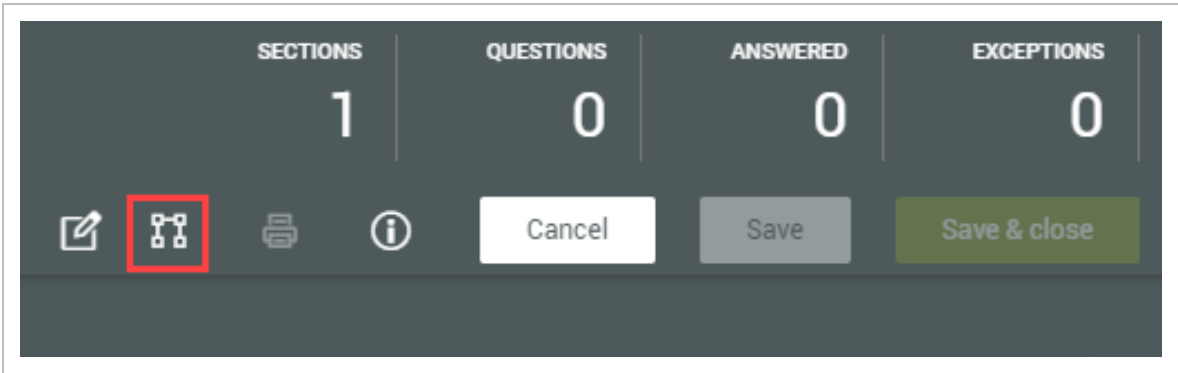 SECTIONS QUESTIONS ANSWERED EXCEPTIONS
1 0 0 0
Cancel Save Save & close